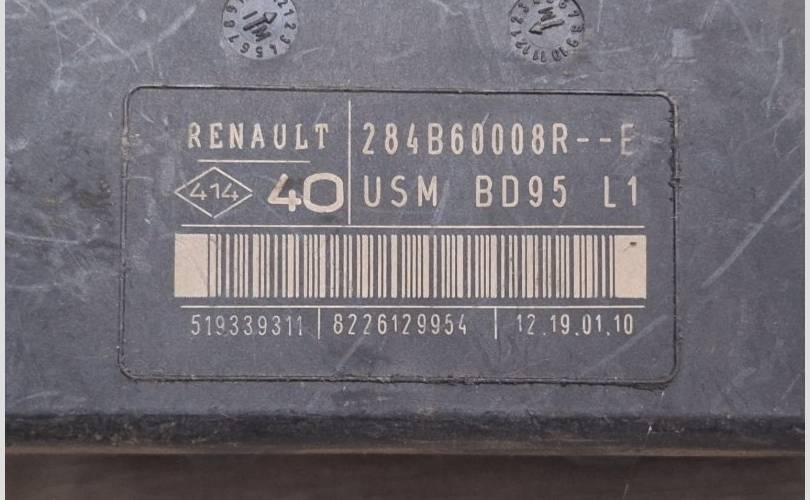 RENAULT
284B60008R--E
414 40
USM BD95 L1
519339311 8226129954 12.19.01.10